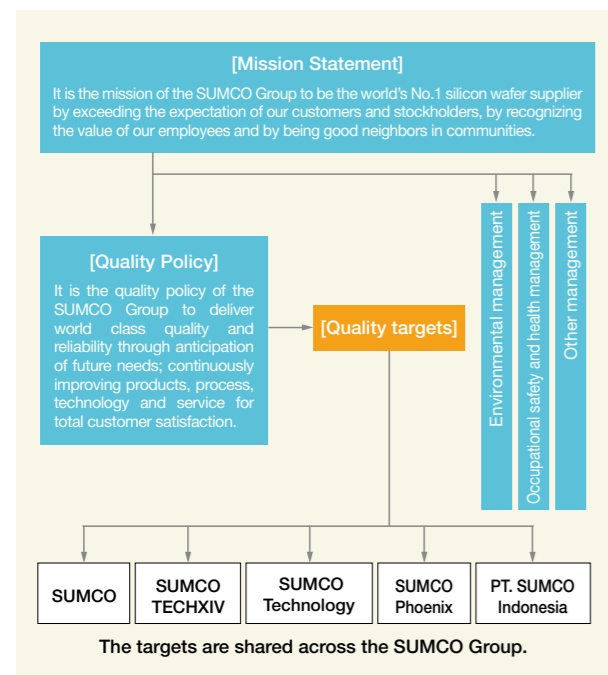 [Mission Statement]
It is the mission of the SUMCO Group to be the world's No.1 silicon wafer supplier
by exceeding the expectation of our customers and stockholders, by recognizing
the value of our employees and by being good neighbors in communities.
[Quality Policy]
It is the quality policy of the
SUMCO Group to deliver
world class quality and
reliability through anticipation
of future needs; continuously
improving products, process,
technology and service for
total customer satisfaction.
[Quality targets]
Environmental management
Occupational safety and health management
Other management
SUMCO
SUMCO
TECHXIV
SUMCO
Technology
SUMCO
Phoenix
PT. SUMCO
Indonesia
The targets are shared across the SUMCO Group.